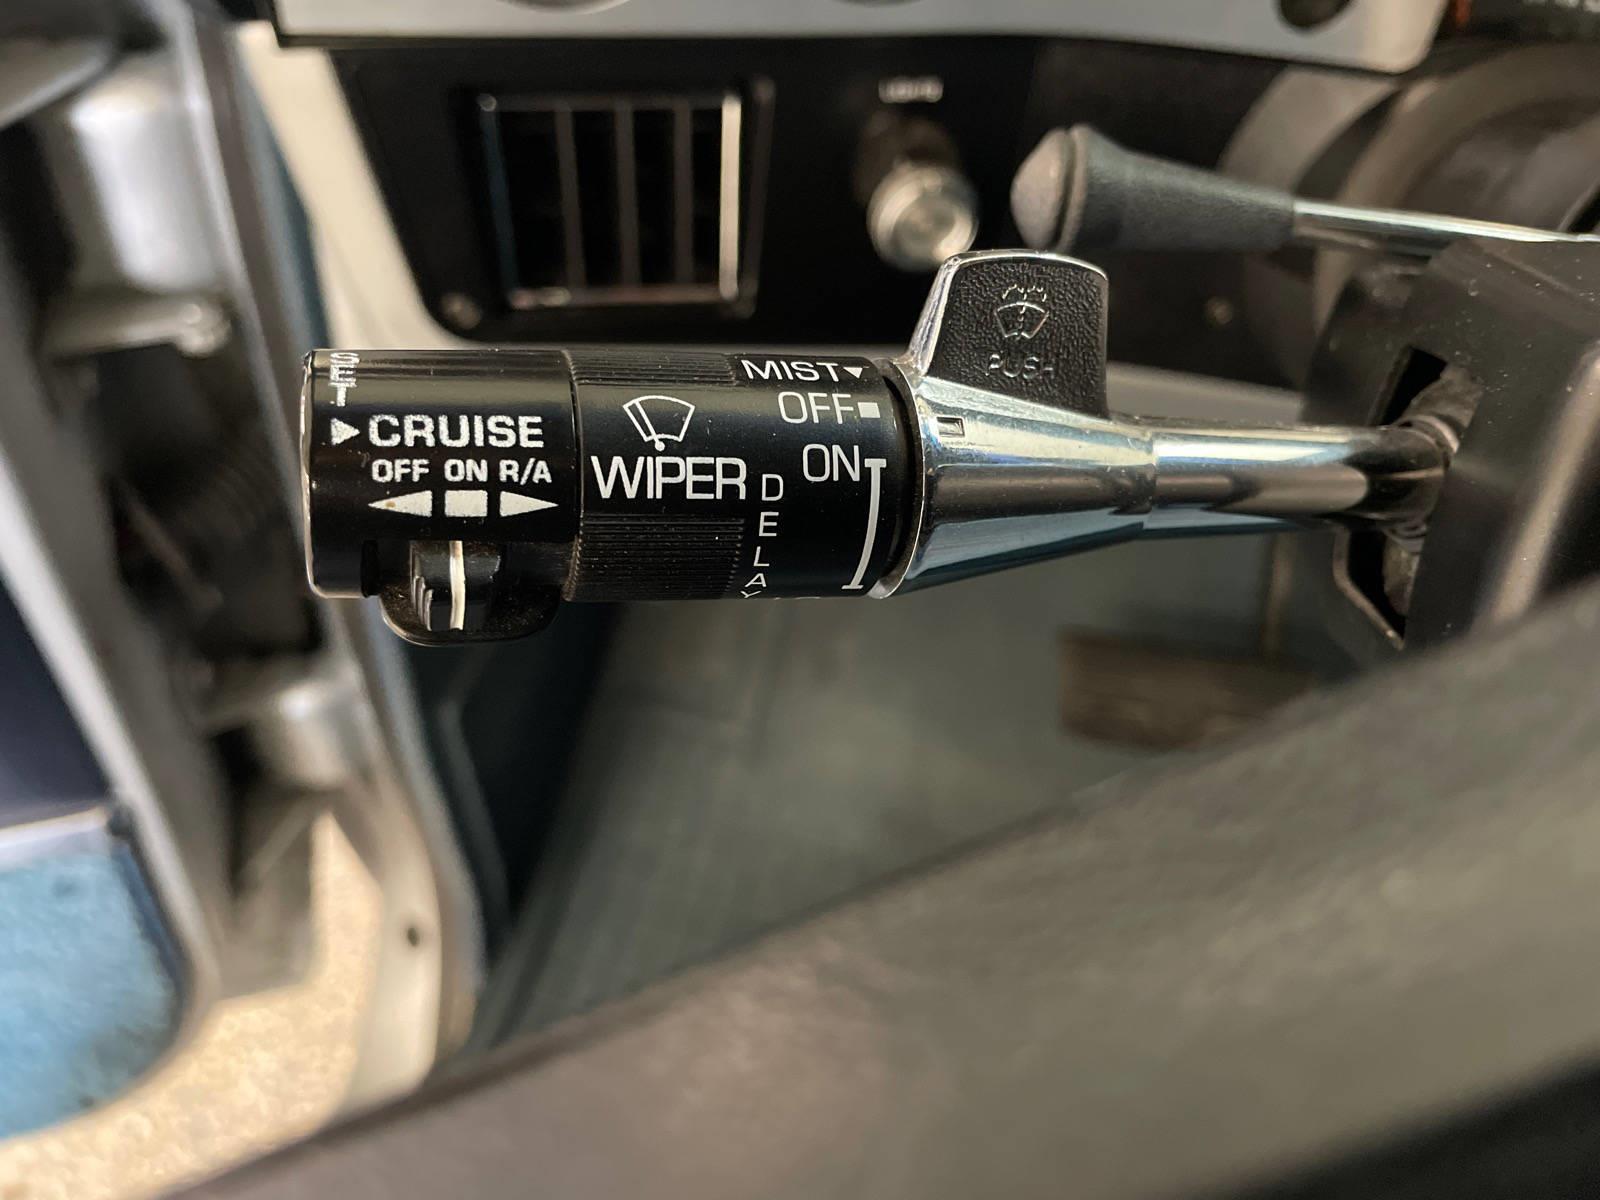 PUSH
SET
MIST
OFF
CRUISE
ON
OFF ON R/A
WIPER
DELAY